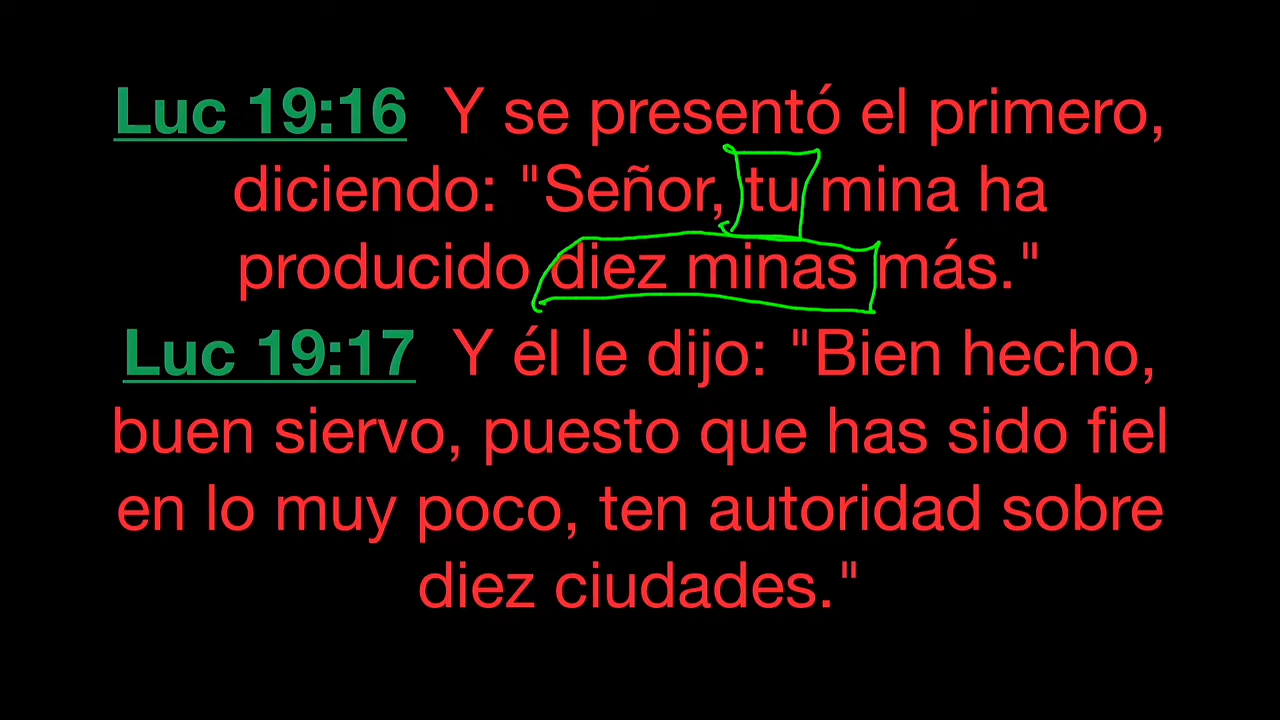 Luc 19:16 Y se presentó el primero,
diciendo: "Señor, tu mina ha
producido diez minas más."
Luc 19:17 Y él le dijo: "Bien hecho,
buen siervo, puesto que has sido fiel
en lo muy poco, ten autoridad sobre
diez ciudades."